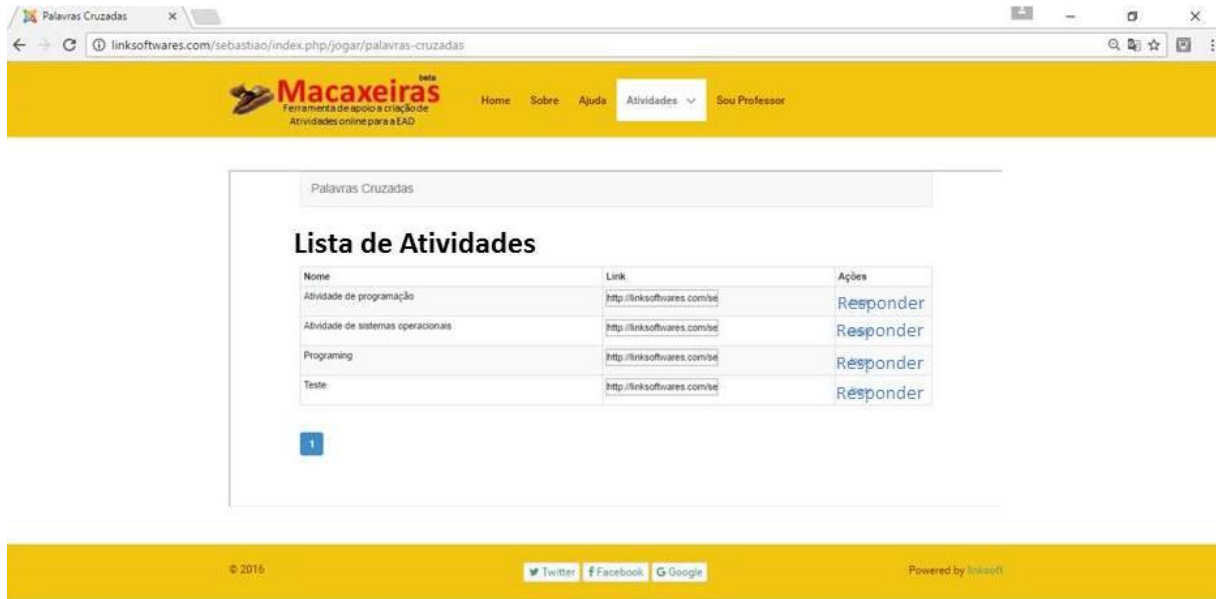 Palavras Cruzadas
linksoftwares.com/sebastiao/index.php/jogar/palavras-cruzadas
beta
Macaxeiras
Ferramenta de apoio a criação de
Atividades online para a EAD
Home Sobre Ajuda Atividades Sou Professor
Palavras Cruzadas
Lista de Atividades
Nome Link Ações
Atividade de programação http://linksoftwares.com/se Responder
Atividade de sistemas operacionais http://linksoftwares.com/se Responder
Programing http://linksoftwares.com/se Responder
Teste http://linksoftwares.com/se Responder
1
© 2016 Twitter Facebook Google Powered by linksoft